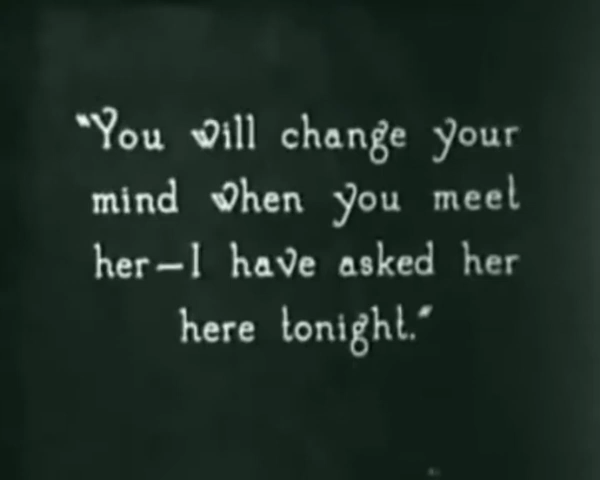 "You will change your
mind when you meet
her—I have asked her
here tonight."